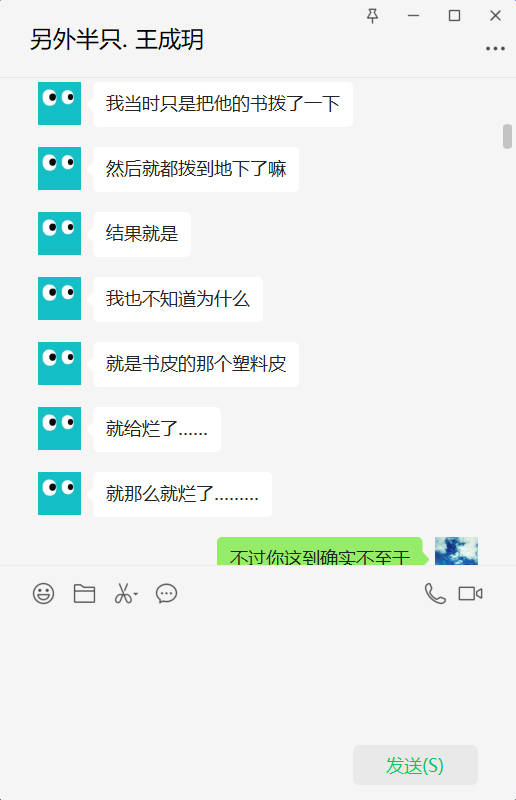 另外半只. 王成玥
我当时只是把他的书拨了一下
然后就都拨到地下了嘛
结果就是
我也不知道为什么
就是书皮的那个塑料皮
就给烂了……
就那么就烂了………
不过你这到确实不至于
发送(S)